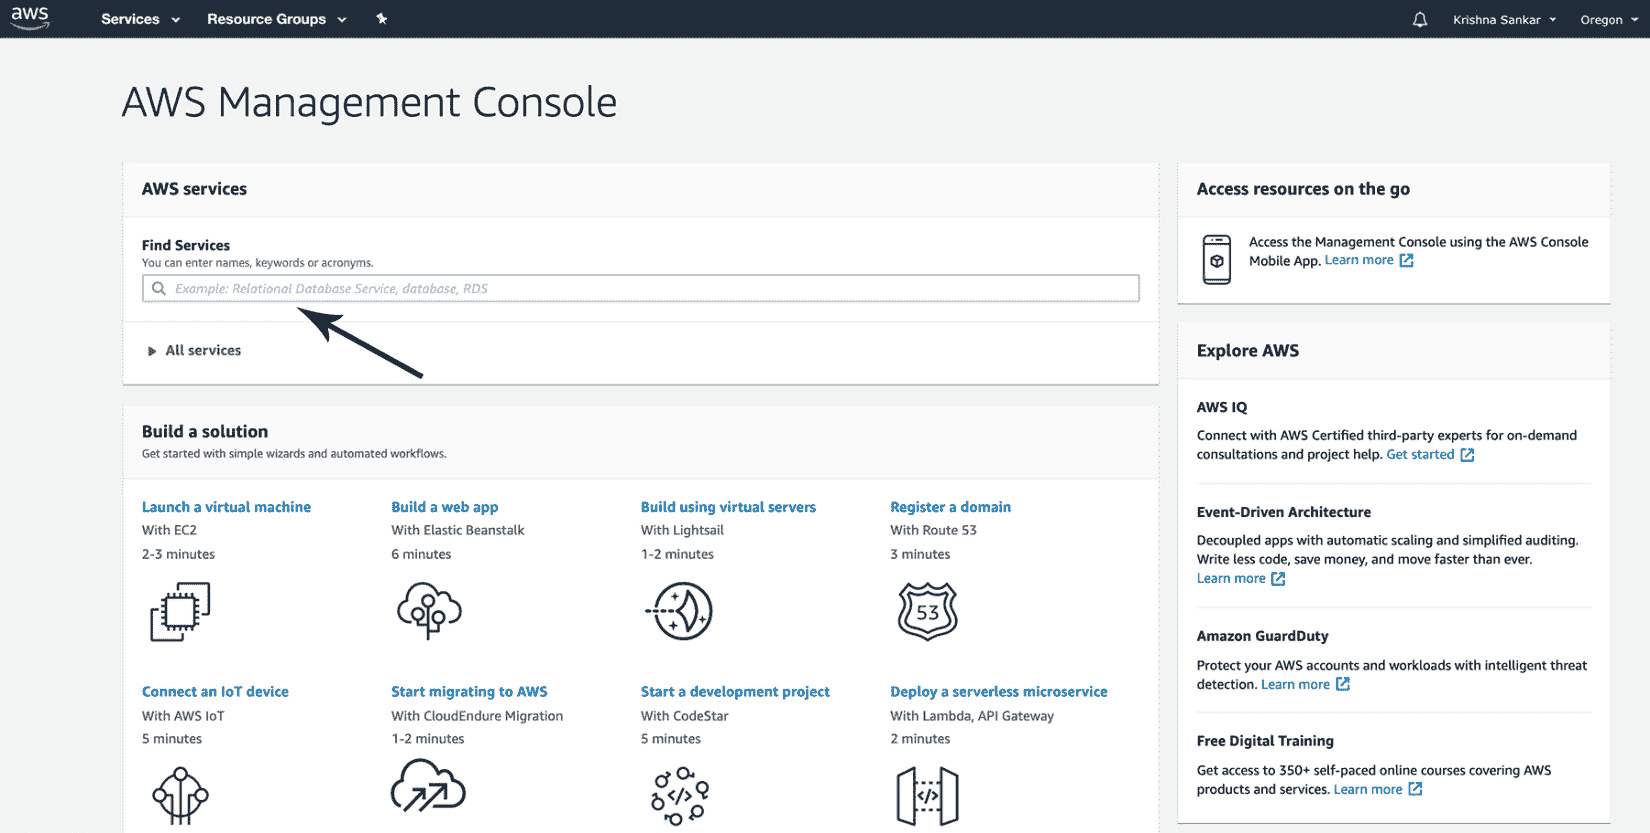 aws Services Resource Groups Krishna Sankar Oregon
AWS Management Console
AWS services
Find Services
You can enter names, keywords or acronyms.
Example: Relational Database Service, database, RDS
All services
Build a solution
Get started with simple wizards and automated workflows.
Launch a virtual machine
With EC2
2-3 minutes
Build a web app
With Elastic Beanstalk
6 minutes
Build using virtual servers
With Lightsail
1-2 minutes
Register a domain
With Route 53
3 minutes
53
Connect an IoT device
With AWS IoT
5 minutes
Start migrating to AWS
With CloudEndure Migration
1-2 minutes
Start a development project
With CodeStar
5 minutes
</>
Deploy a serverless microservice
With Lambda, API Gateway
2 minutes
</>
Access resources on the go
Access the Management Console using the AWS Console
Mobile App. Learn more
Explore AWS
AWS IQ
Connect with AWS Certified third-party experts for on-demand
consultations and project help. Get started
Event-Driven Architecture
Decoupled apps with automatic scaling and simplified auditing.
Write less code, save money, and move faster than ever.
Learn more
Amazon GuardDuty
Protect your AWS accounts and workloads with intelligent threat
detection. Learn more
Free Digital Training
Get access to 350+ self-paced online courses covering AWS
products and services. Learn more